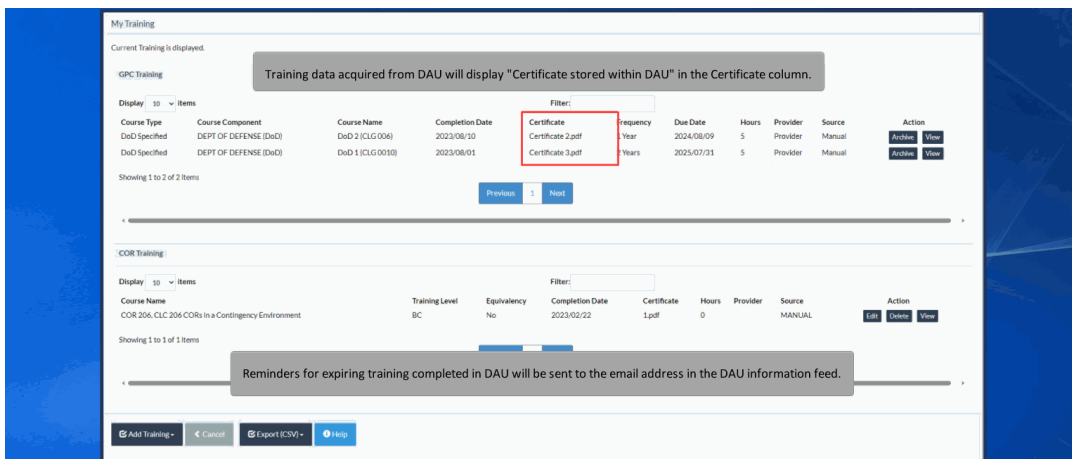 My Training
Current Training is displayed.
Training data acquired from DAU will display "Certificate stored within DAU" in the Certificate column.
GPC Training
Display 10 items Filter:
Course Type Course Component Course Name Completion Date Certificate Frequency Due Date Hours Provider Source Action
DoD Specified DEPT OF DEFENSE (DoD) DoD 2 (CLG 006) 2023/08/10 Certificate 2.pdf Year 2024/08/09 5 Provider Manual Archive View
DoD Specified DEPT OF DEFENSE (DoD) DoD 1 (CLG 0010) 2023/08/01 Certificate 3.pdf Years 2025/07/31 5 Provider Manual Archive View
Showing 1 to 2 of 2 items
Previous 1 Next
COR Training
Display 10 items Filter:
Course Name Training Level Equivalency Completion Date Certificate Hours Provider Source Action
COR 206, CLC 206 CORs in a Contingency Environment BC No 2023/02/22 1.pdf 0 MANUAL Edit Delete View
Showing 1 to 1 of 1 items
Reminders for expiring training completed in DAU will be sent to the email address in the DAU information feed.
Add Training Cancel Export (CSV) Help